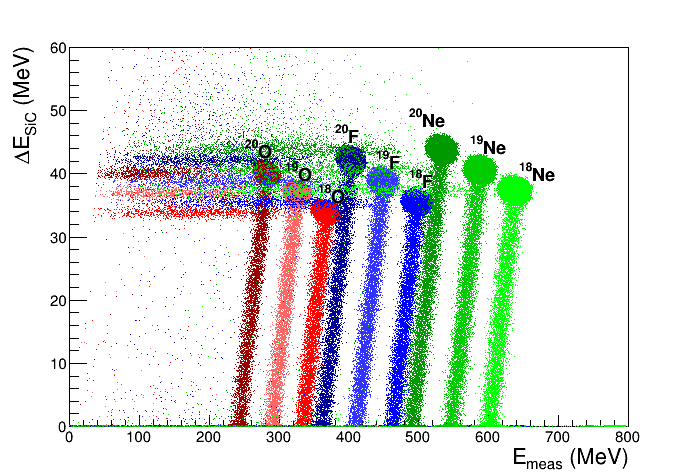 ΔE_SiC (MeV)
60
50
40
30
20
10
0
²⁰Ne
¹⁹Ne
¹⁸Ne
²⁰F
¹⁹F
¹⁸F
²⁰O
¹⁹O
¹⁸O
0 100 200 300 400 500 600 700 800
E_meas (MeV)